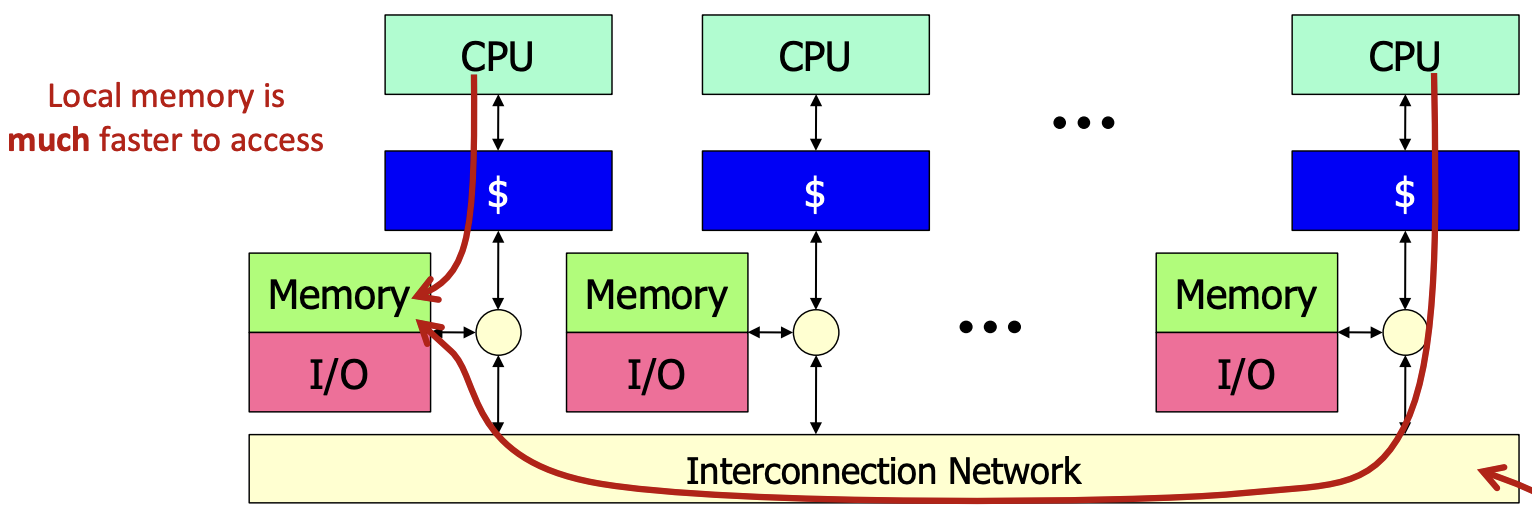 CPU
CPU
CPU
Local memory is
much faster to access
•••
$
$
$
Memory
Memory
•••
Memory
I/O
I/O
I/O
Interconnection Network